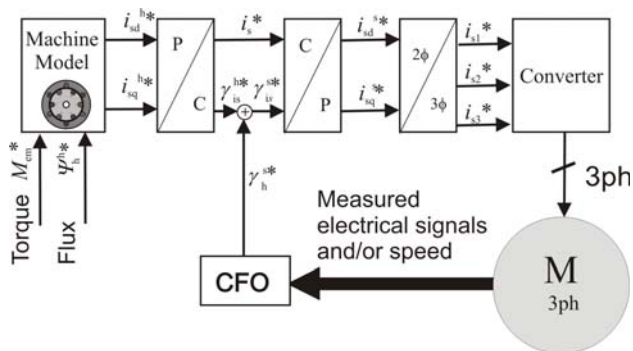 Machine
Model
i_sd^h*
i_sq^h*
P
C
i_s*
γ_is^h*
γ_is^s*
+
C
P
i_sd^s*
i_sq^s*
2ϕ
3ϕ
i_s1*
i_s2*
i_s3*
Converter
3ph
M
3ph
Measured
electrical signals
and/or speed
CFO
γ_h^s*
Torque M_em*
Flux Ψ_h^h*